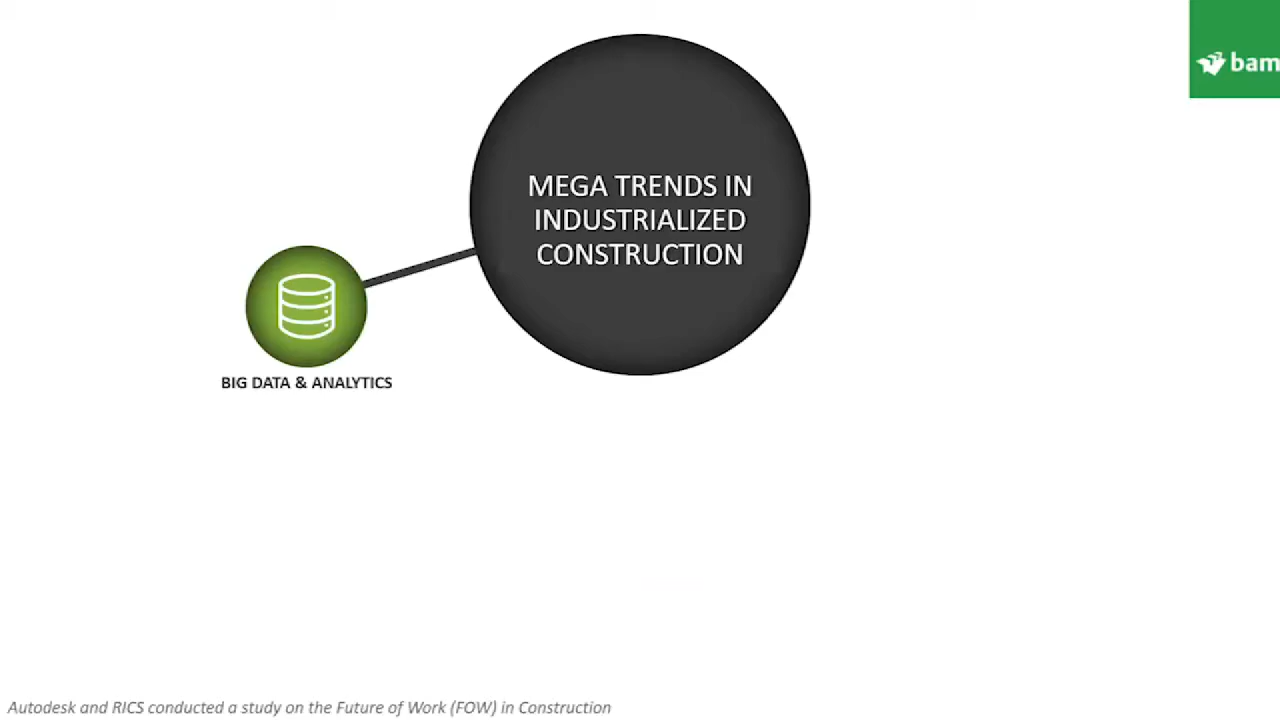 bam
MEGA TRENDS IN
INDUSTRIALIZED
CONSTRUCTION
BIG DATA & ANALYTICS
Autodesk and RICS conducted a study on the Future of Work (FOW) in Construction